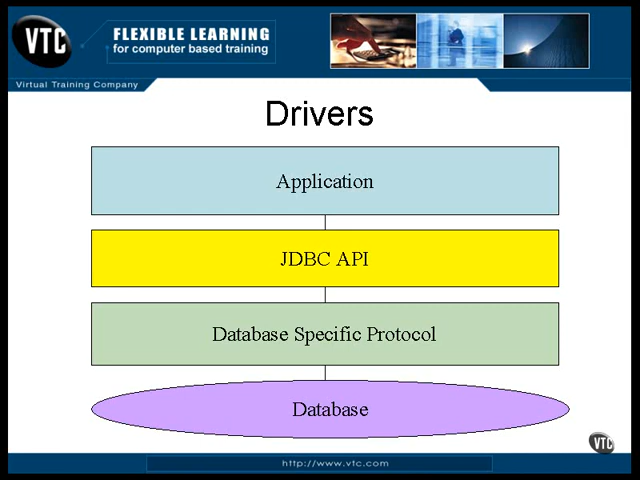 VTC
FLEXIBLE LEARNING
for computer based training
Virtual Training Company
Drivers
Application
JDBC API
Database Specific Protocol
Database
VTC
http://www.vtc.com